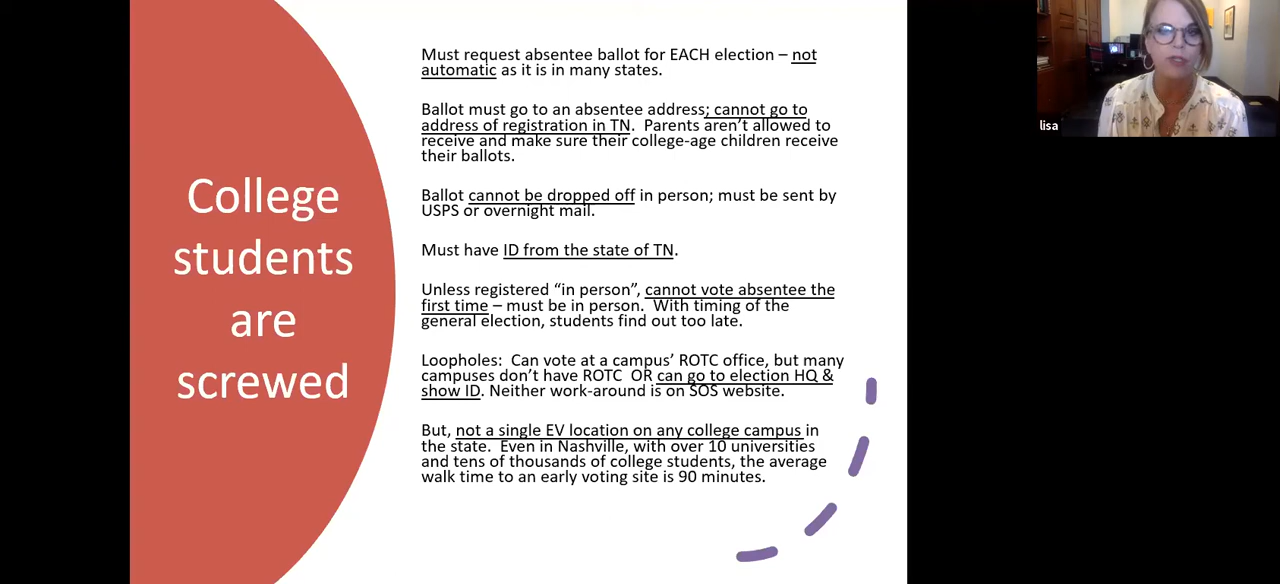 College
students
are
screwed
Must request absentee ballot for EACH election – not
automatic as it is in many states.
Ballot must go to an absentee address; cannot go to
address of registration in TN.  Parents aren't allowed to
receive and make sure their college-age children receive
their ballots.
Ballot cannot be dropped off in person; must be sent by
USPS or overnight mail.
Must have ID from the state of TN.
Unless registered "in person", cannot vote absentee the
first time – must be in person.  With timing of the
general election, students find out too late.
Loopholes:  Can vote at a campus' ROTC office, but many
campuses don't have ROTC  OR can go to election HQ &
show ID. Neither work-around is on SOS website.
But, not a single EV location on any college campus in
the state.  Even in Nashville, with over 10 universities
and tens of thousands of college students, the average
walk time to an early voting site is 90 minutes.
lisa